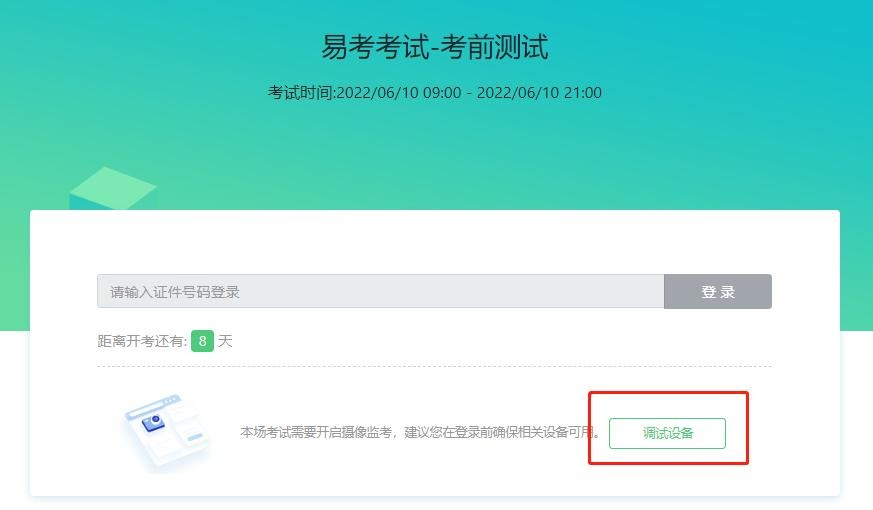 易考考试-考前测试
考试时间:2022/06/10 09:00 - 2022/06/10 21:00
请输入证件号码登录
登 录
距离开考还有: 8 天
本场考试需要开启摄像监考，建议您在登录前确保相关设备可用。
调试设备